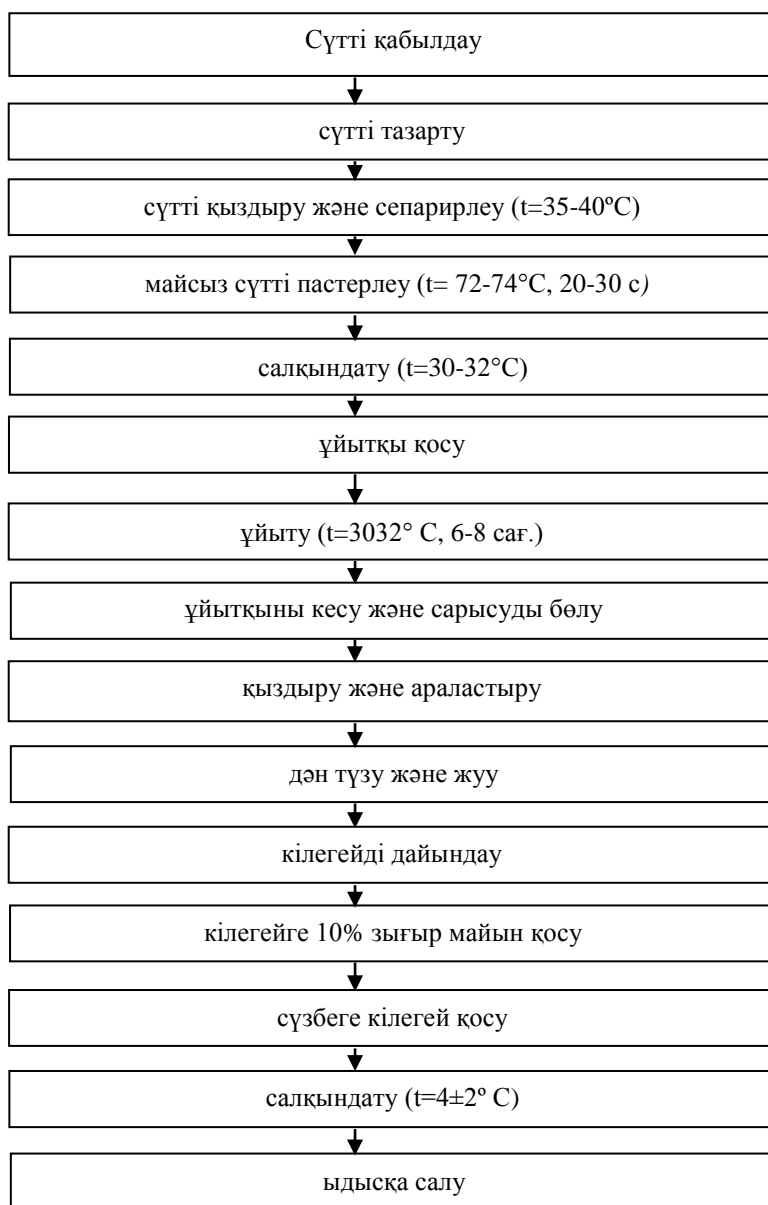 Сүтті қабылдау
сүтті тазарту
сүтті қыздыру және сепарирлеу (t=35-40ºС)
майсыз сүтті пастерлеу (t= 72-74°С, 20-30 с)
салқындату (t=30-32°С)
ұйытқы қосу
ұйыту (t=3032° С, 6-8 сағ.)
ұйытқыны кесу және сарысуды бөлу
қыздыру және араластыру
дән түзу және жуу
кілегейді дайындау
кілегейге 10% зығыр майын қосу
сүзбеге кілегей қосу
салқындату (t=4±2º С)
ыдысқа салу